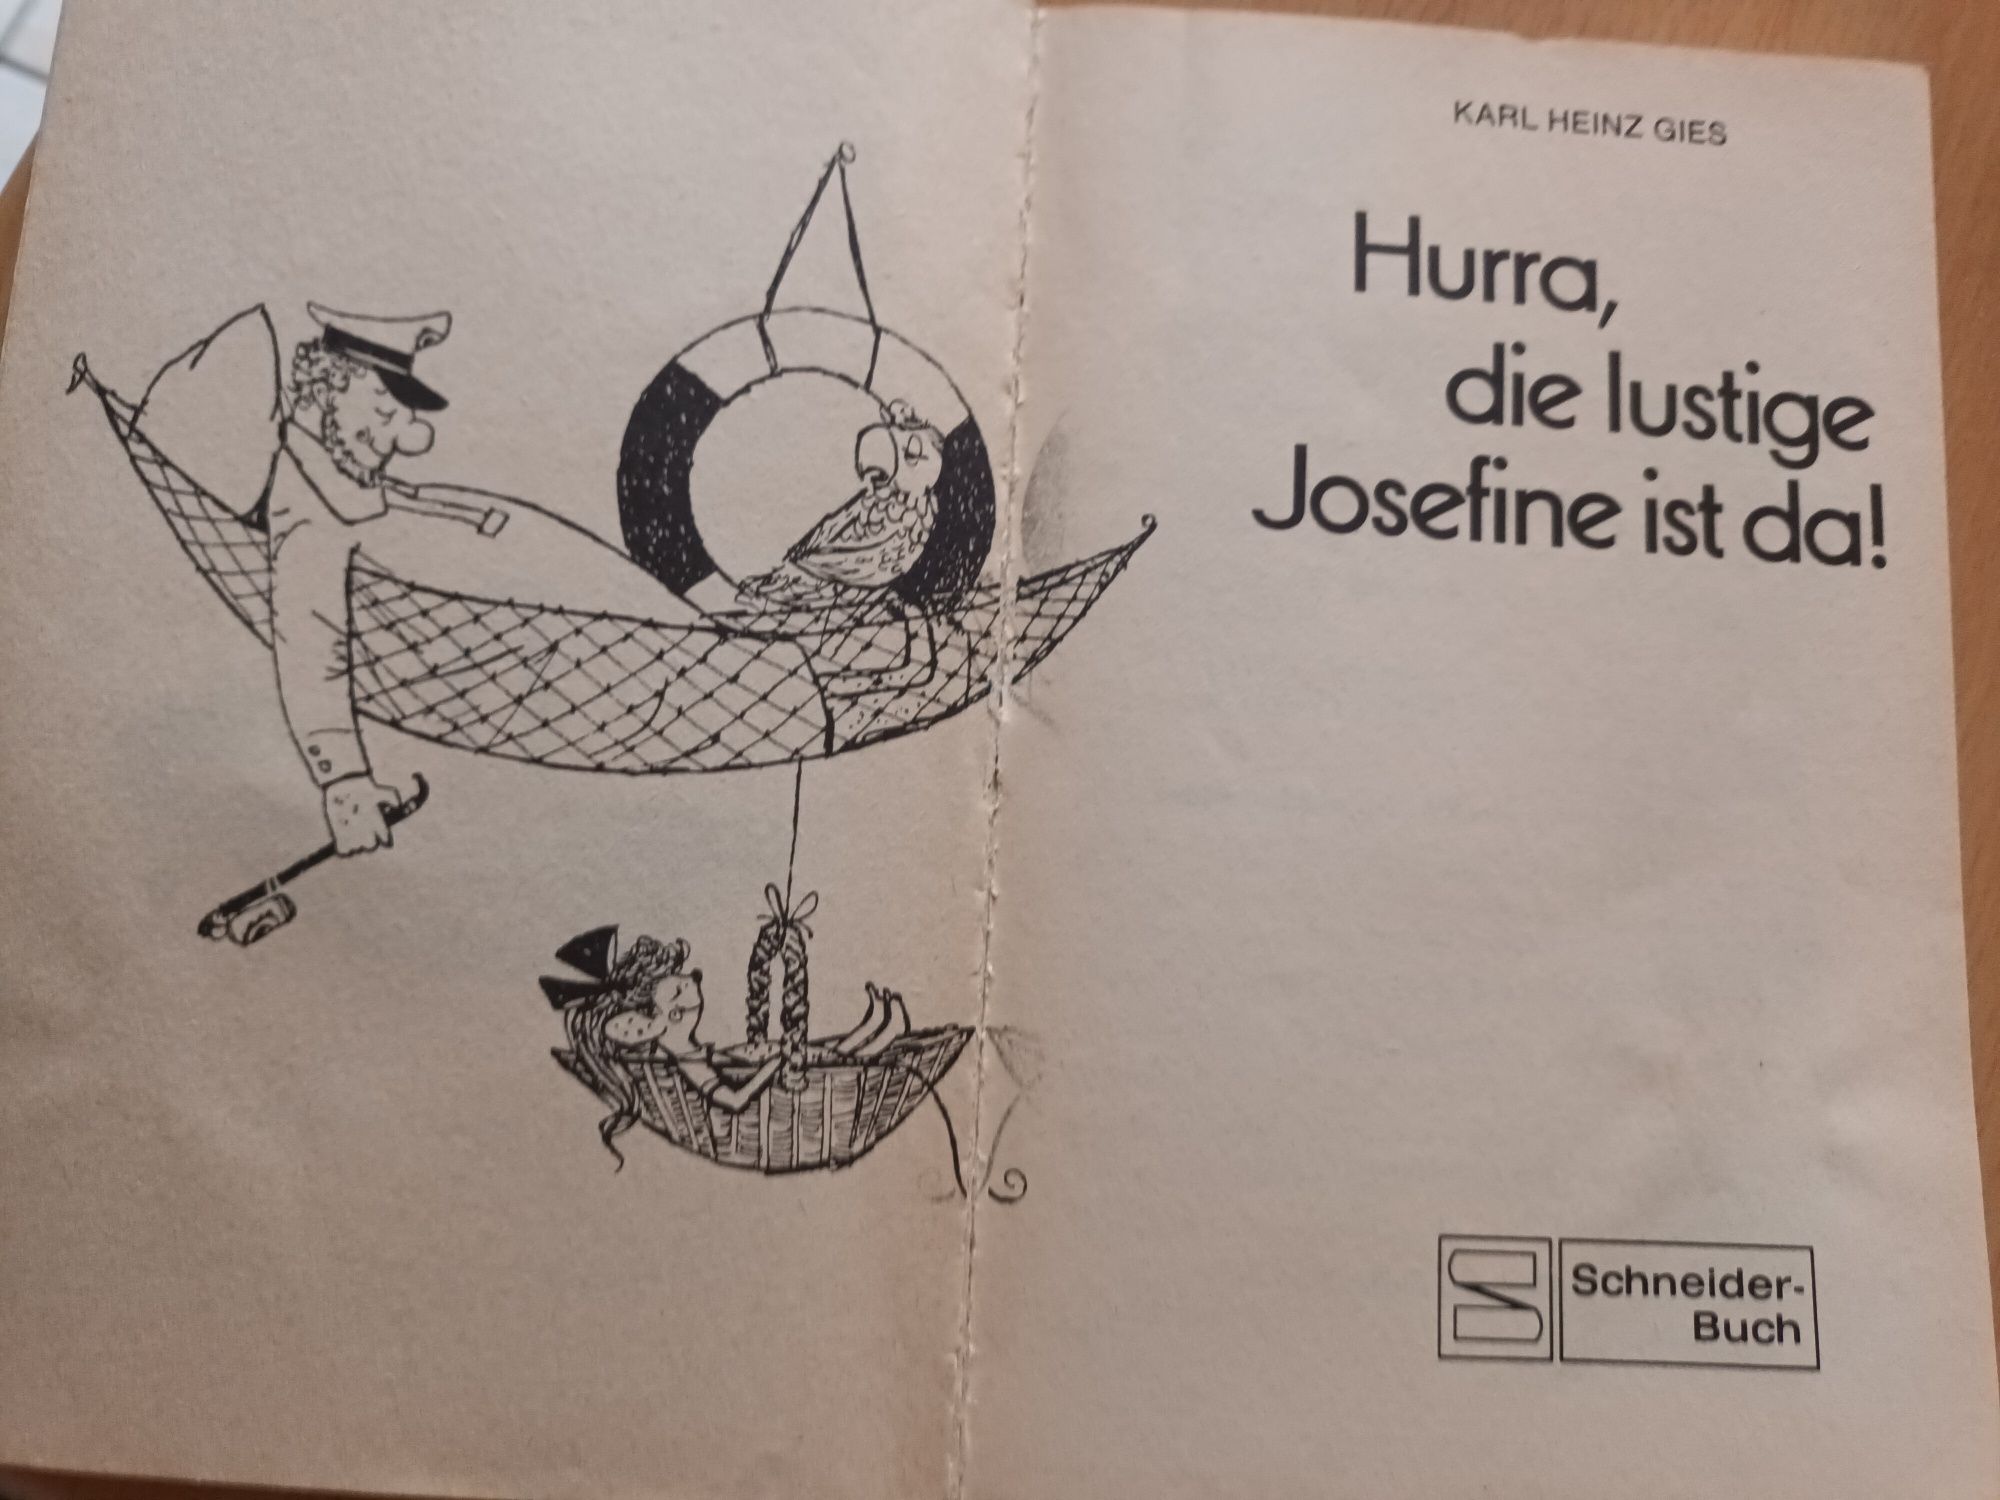 KARL HEINZ GIES
Hurra,
die lustige
Josefine ist da!
Schneider-
Buch